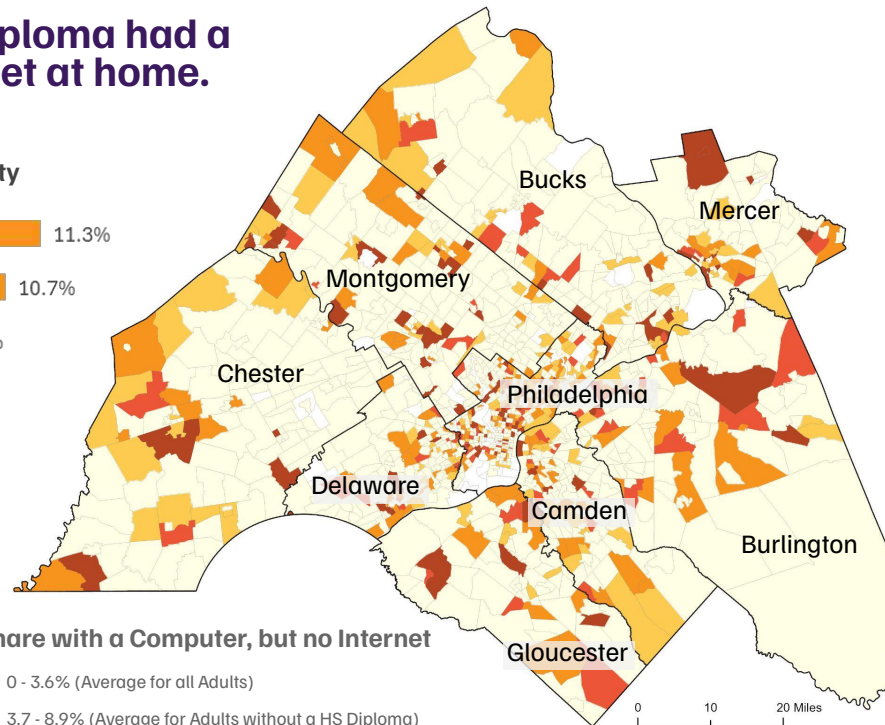 ploma had a
et at home.
ty
11.3%
10.7%
Bucks
Mercer
Montgomery
Chester
Philadelphia
Delaware
Camden
Burlington
Gloucester
are with a Computer, but no Internet
0 - 3.6% (Average for all Adults)
3.7 - 8.9% (Average for Adults without a HS Diploma)
0 10 20 Miles